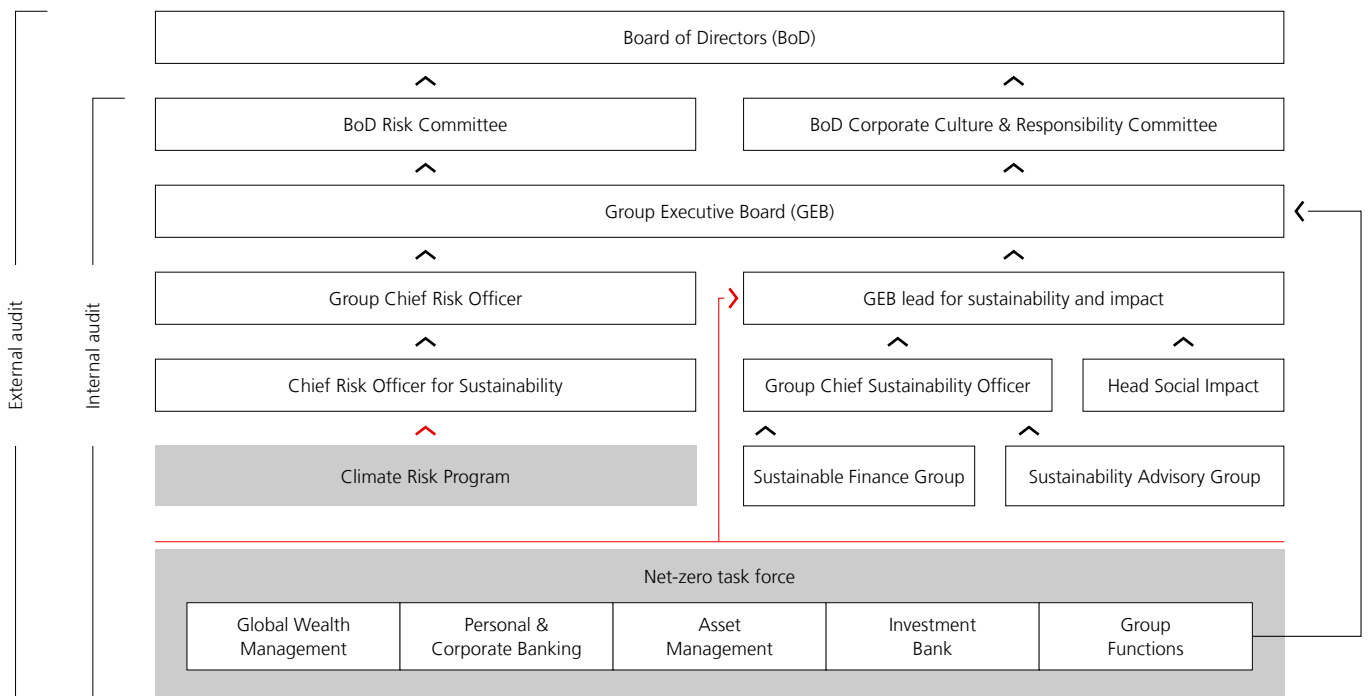 Board of Directors (BoD)
BoD Risk Committee
BoD Corporate Culture & Responsibility Committee
Group Executive Board (GEB)
Group Chief Risk Officer
GEB lead for sustainability and impact
External audit
Internal audit
Chief Risk Officer for Sustainability
Group Chief Sustainability Officer
Head Social Impact
Climate Risk Program
Sustainable Finance Group
Sustainability Advisory Group
Net-zero task force
Global Wealth
Management
Personal &
Corporate Banking
Asset
Management
Investment
Bank
Group
Functions